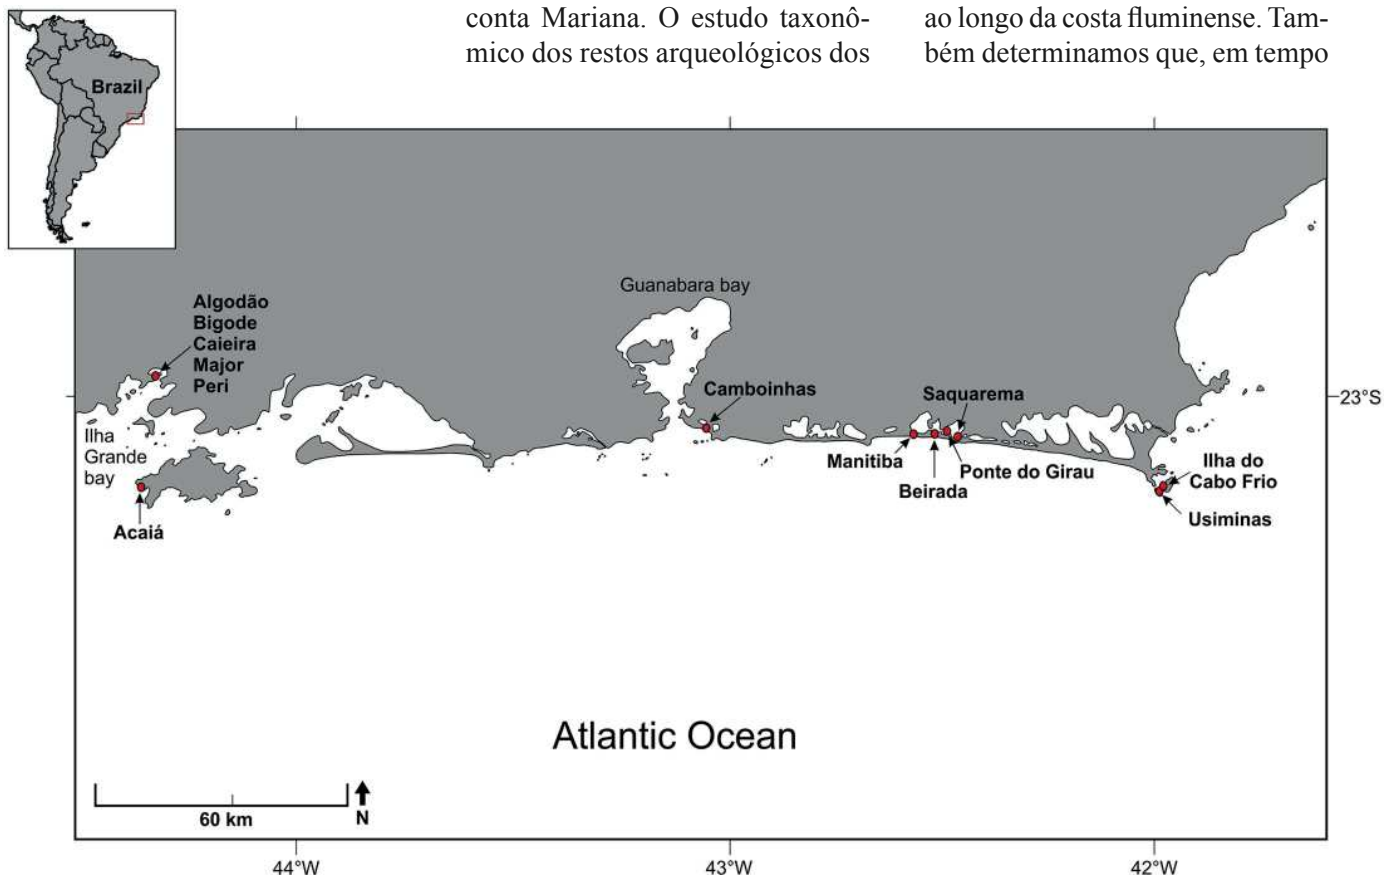 conta Mariana. O estudo taxonô-
mico dos restos arqueológicos dos
ao longo da costa fluminense. Tam-
bém determinamos que, em tempo
Brazil
Guanabara bay
Algodão
Bigode
Caieira
Major
Peri
Camboinhas
Saquarema
23°S
Ilha
Grande
bay
Manitiba
Ponte do Girau
Beirada
Ilha do
Cabo Frio
Usiminas
Acaiá
Atlantic Ocean
60 km
N
44°W
43°W
42°W